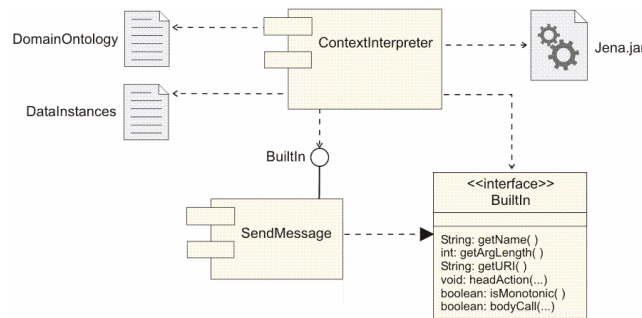 DomainOntology
ContextInterpreter
Jena.jar
DataInstances
BuiltIn
<<interface>>
BuiltIn
SendMessage
String: getName( )
int: getArgLength( )
String: getURI( )
void: headAction(...)
boolean: isMonotonic( )
boolean: bodyCall(...)